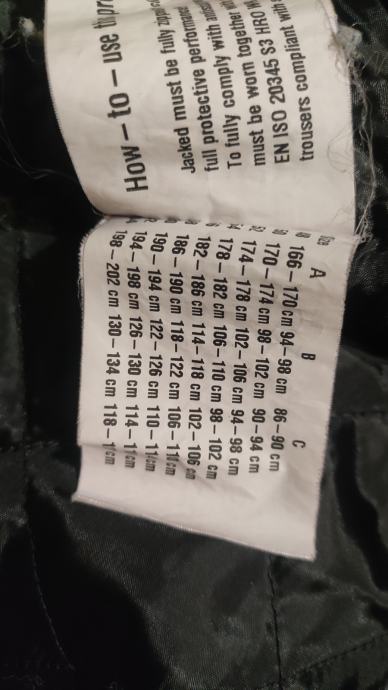 How – to – use
Jacked must be fully
full protective performance
To fully comply with
must be worn together
EN ISO 20345 S3 HRO
trousers compliant with
A B C
166 – 170 cm 94 – 98 cm 86 – 90 cm
170 – 174 cm 98 – 102 cm 90 – 94 cm
174 – 178 cm 102 – 106 cm 94 – 98 cm
178 – 182 cm 106 – 110 cm 98 – 102 cm
182 – 186 cm 114 – 118 cm 102 – 106 cm
186 – 190 cm 118 – 122 cm 106 – 110 cm
190 – 194 cm 122 – 126 cm 110 –
194 – 198 cm 126 – 130 cm 114 –
198 – 202 cm 130 – 134 cm 118 –